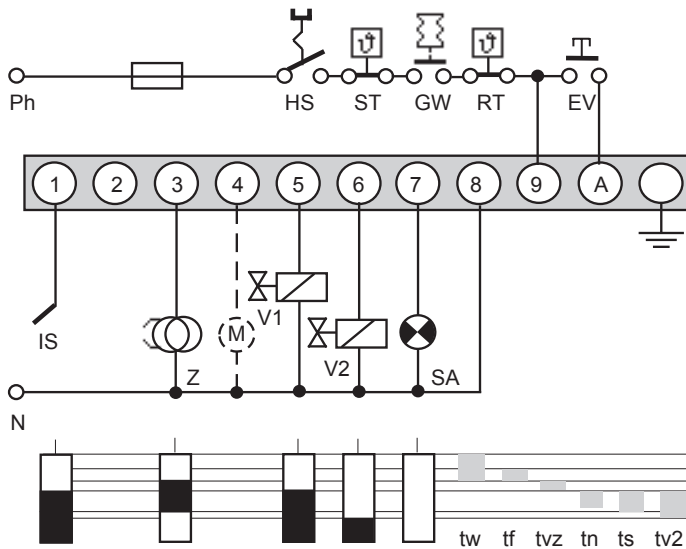 ϑ ϑ
Ph HS ST GW RT EV
1 2 3 4 5 6 7 8 9 A
IS Z M V1 V2 SA
N
tw tf tvz tn ts tv2